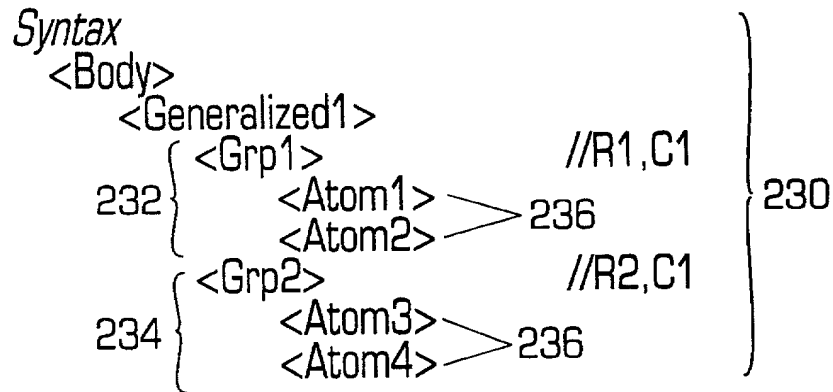 Syntax
<Body>
<Generalized1>
<Grp1> //R1,C1
232 <Atom1> 236 230
<Atom2>
<Grp2> //R2,C1
234 <Atom3> 236
<Atom4>